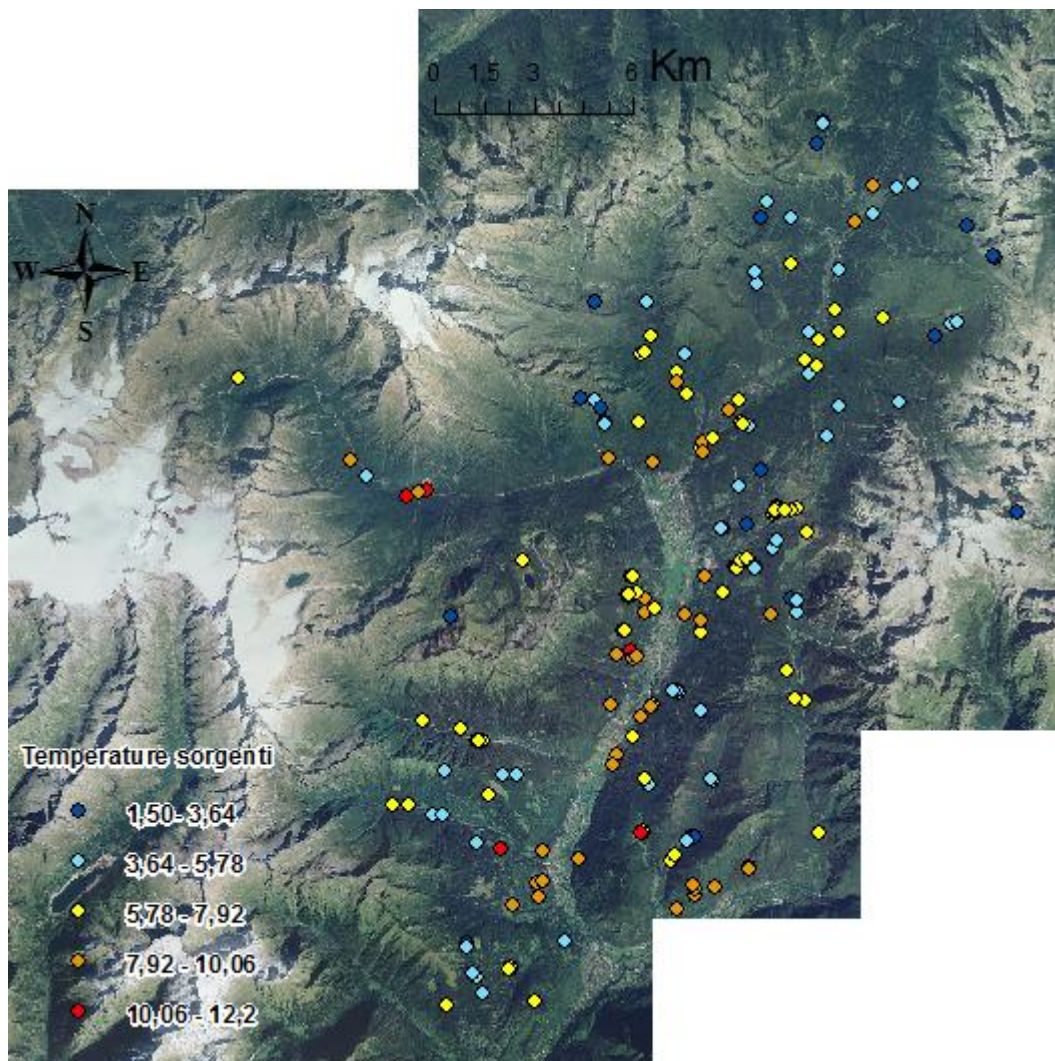 0 1,5 3 6 Km
N
W E
S
Temperature sorgenti
1,50- 3,64
3,64 - 5,78
5,78 - 7,92
7,92 - 10,06
10,06 - 12,2